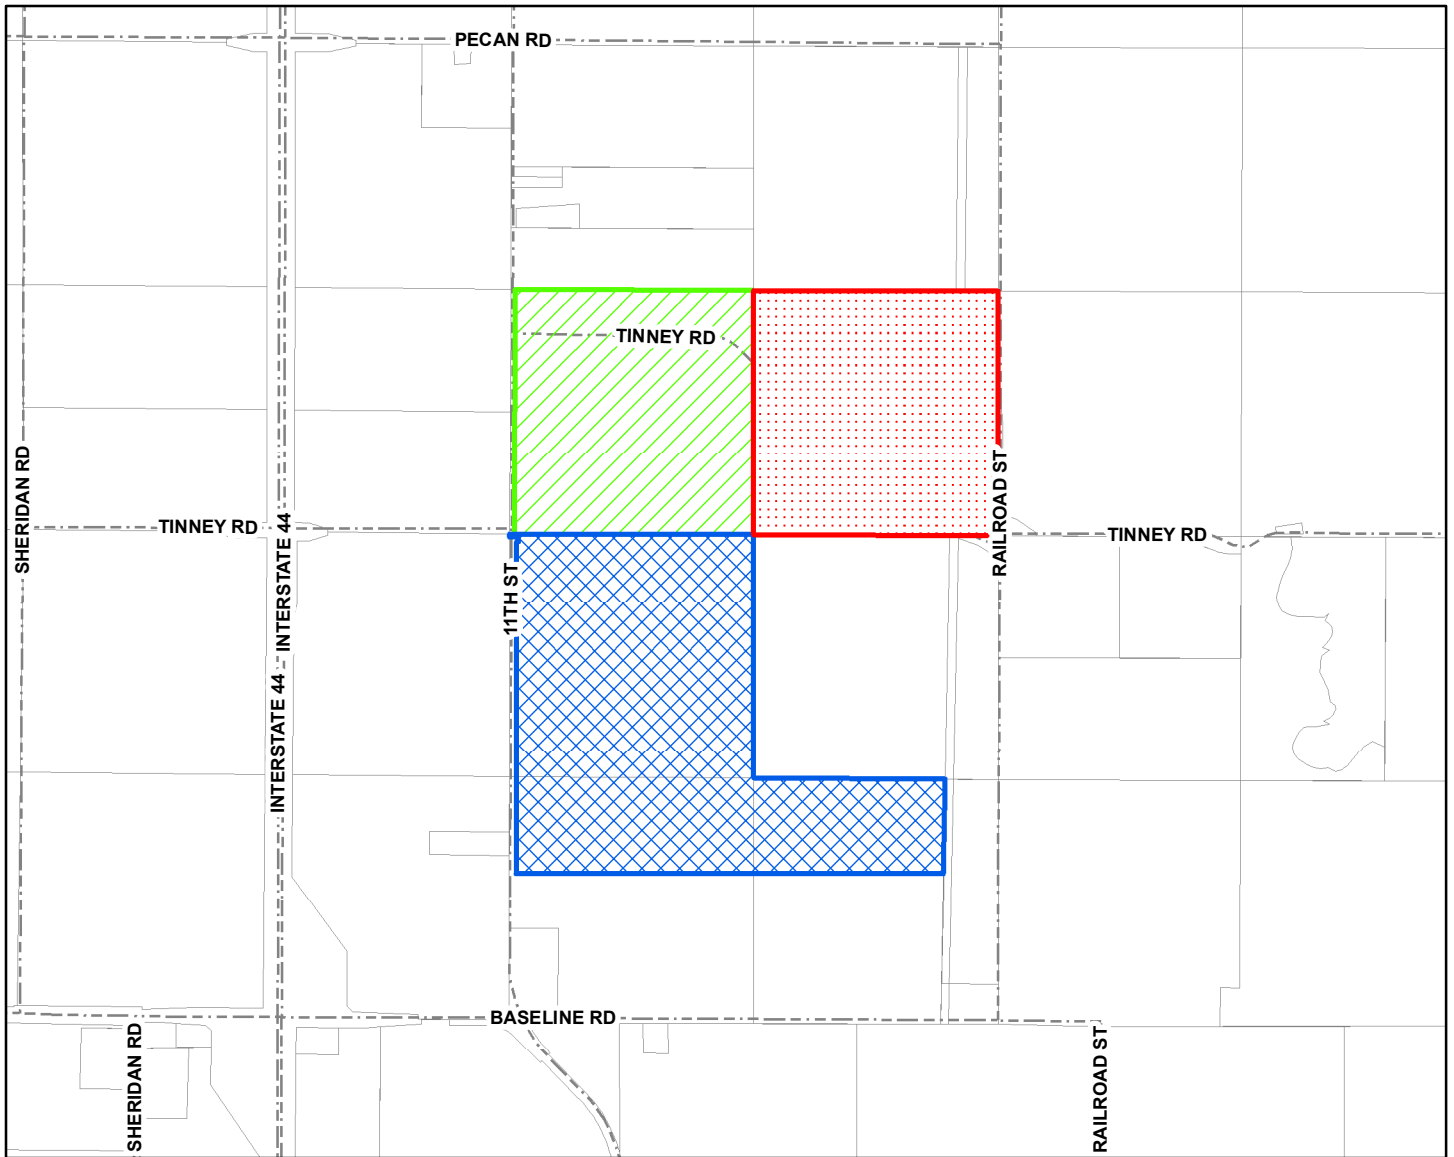 PECAN RD
TINNEY RD
SHERIDAN RD
TINNEY RD
INTERSTATE 44
11TH ST
RAILROAD ST
TINNEY RD
INTERSTATE 44
BASELINE RD
SHERIDAN RD
RAILROAD ST